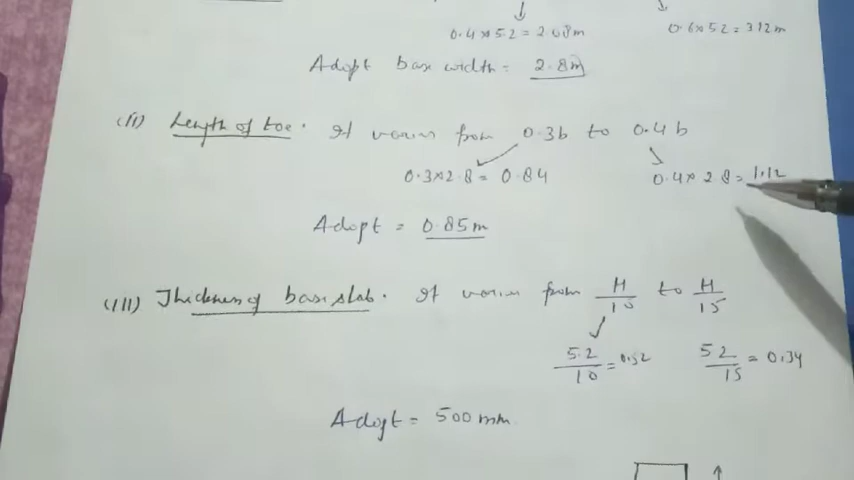 0.4×5.2 = 2.08m 0.6×5.2 = 3.12m
Adopt base width = 2.8m
(ii) Length of toe. It varies from 0.3b to 0.4b
0.3×2.8 = 0.84 0.4×2.8 = 1.12
Adopt = 0.85m
(iii) Thickness of base slab. It varies from H/10 to H/15
5.2/10 = 0.52 5.2/15 = 0.34
Adopt = 500mm